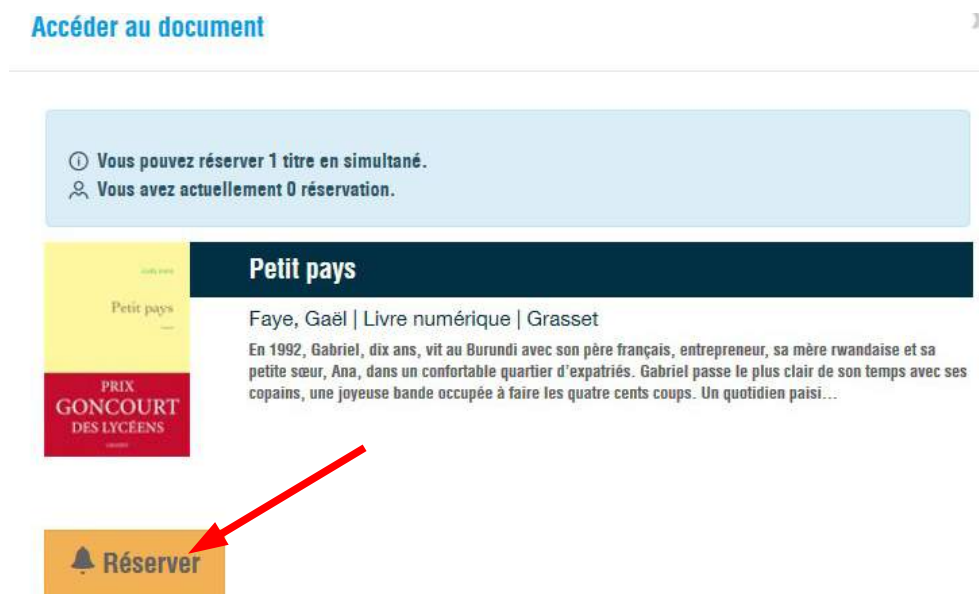 Accéder au document
Vous pouvez réserver 1 titre en simultané.
Vous avez actuellement 0 réservation.
Petit pays
Petit pays
PRIX
GONCOURT
DES LYCÉENS
Faye, Gaël | Livre numérique | Grasset
En 1992, Gabriel, dix ans, vit au Burundi avec son père français, entrepreneur, sa mère rwandaise et sa
petite sœur, Ana, dans un confortable quartier d'expatriés. Gabriel passe le plus clair de son temps avec ses
copains, une joyeuse bande occupée à faire les quatre cents coups. Un quotidien paisi…
Réserver